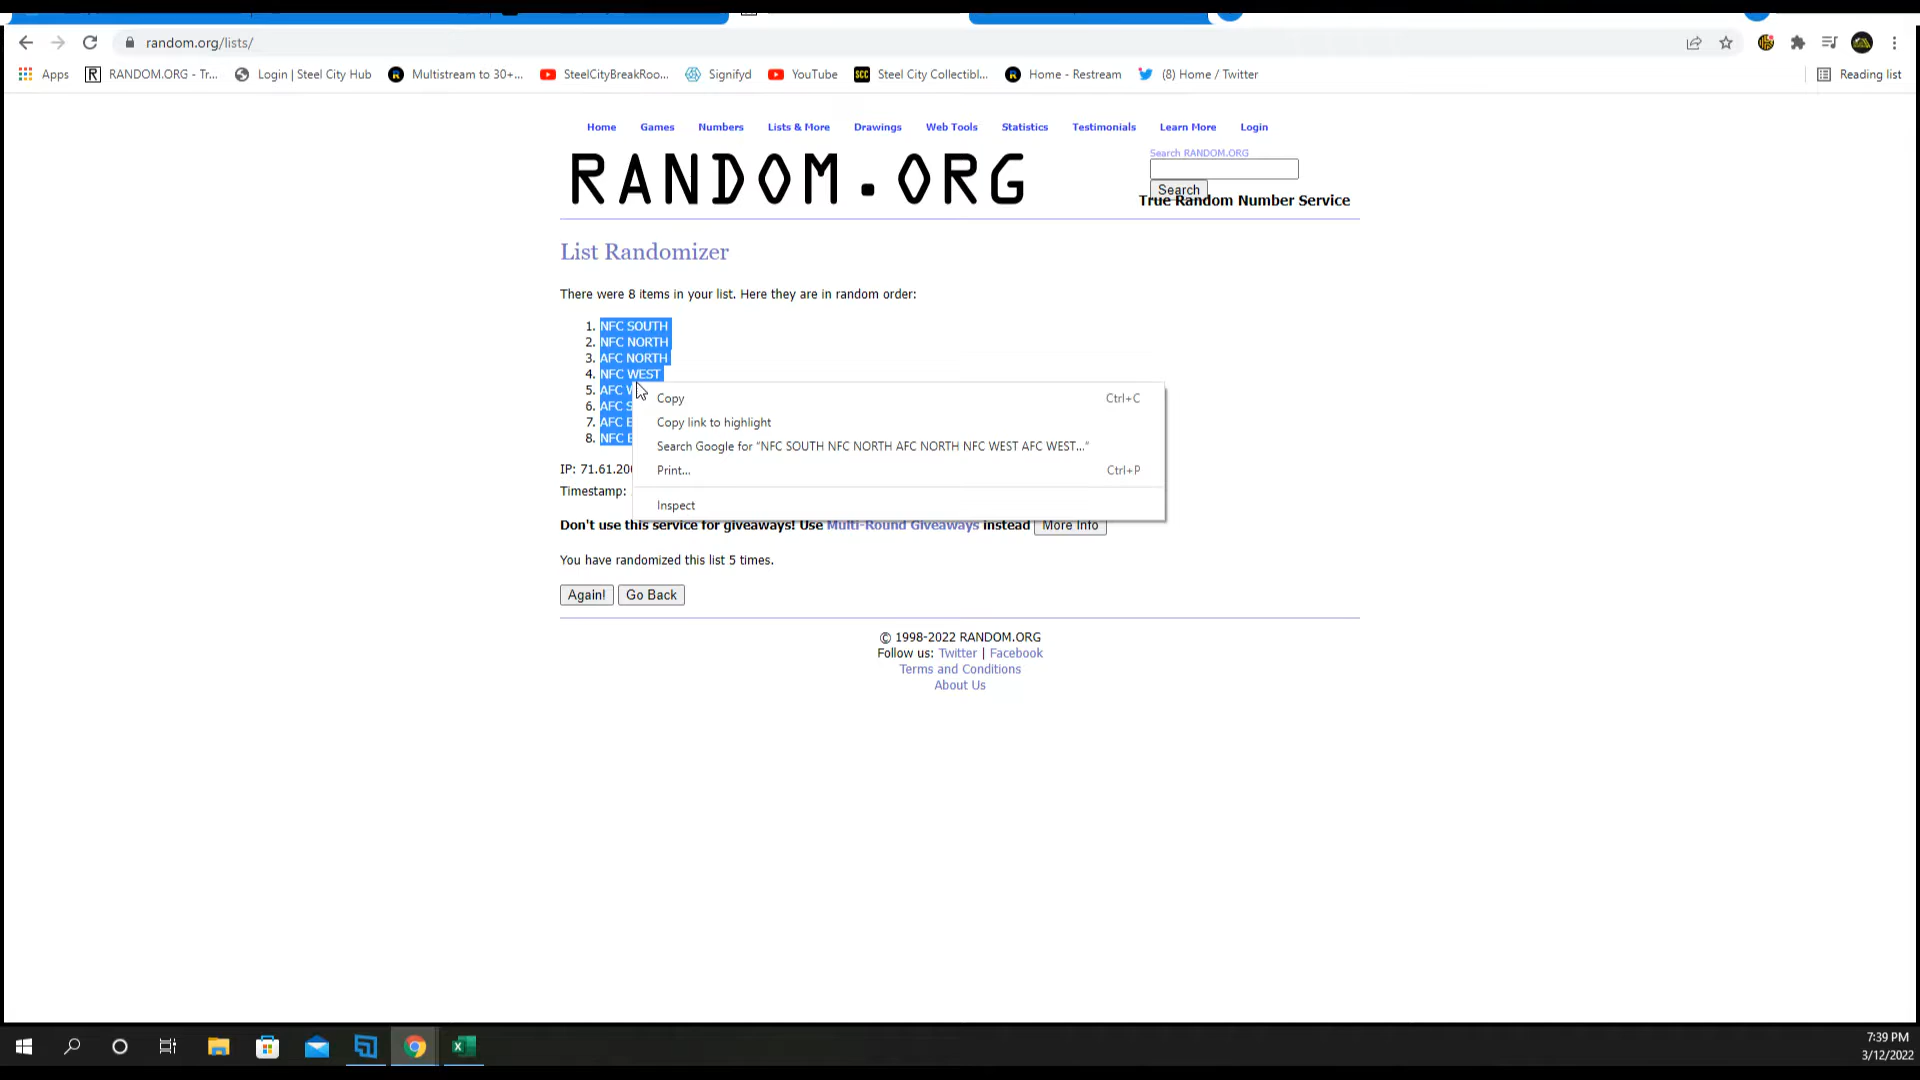 random.org/lists/
Apps RANDOM.ORG - Tr... Login | Steel City Hub Multistream to 30+... SteelCityBreakRoo... Signifyd YouTube SCC Steel City Collectibl... Home - Restream (8) Home / Twitter Reading list
Home Games Numbers Lists & More Drawings Web Tools Statistics Testimonials Learn More Login
RANDOM.ORG
Search RANDOM.ORG
Search
True Random Number Service
List Randomizer
There were 8 items in your list. Here they are in random order:
1. NFC SOUTH
2. NFC NORTH
3. AFC NORTH
4. NFC WEST
5. AFC
6. AFC
7. AFC
8. NFC
Copy Ctrl+C
Copy link to highlight
Search Google for “NFC SOUTH NFC NORTH AFC NORTH NFC WEST AFC WEST...”
Print... Ctrl+P
Inspect
IP: 71.61.20
Timestamp:
Don't use this service for giveaways! Use Multi-Round Giveaways instead More Info
You have randomized this list 5 times.
Again! Go Back
© 1998-2022 RANDOM.ORG
Follow us: Twitter | Facebook
Terms and Conditions
About Us
7:39 PM
3/12/2022